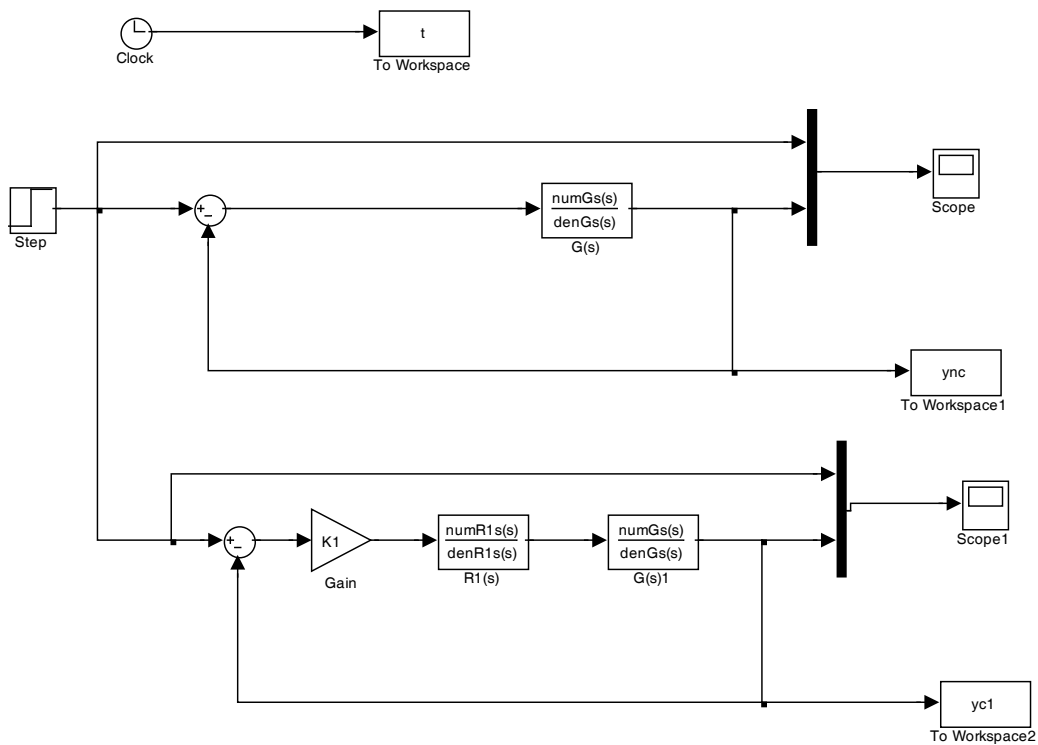 t
Clock
To Workspace
numGs(s)
denGs(s)
G(s)
+
−
Step
Scope
ync
To Workspace1
K1
Gain
numR1s(s)
denR1s(s)
R1(s)
numGs(s)
denGs(s)
G(s)1
+
−
Scope1
yc1
To Workspace2